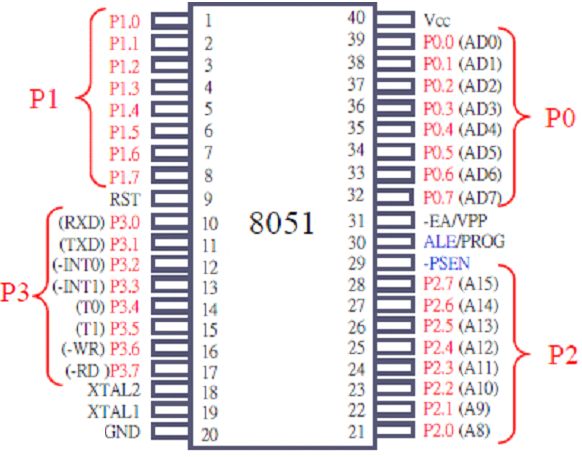 P1.0 1 40 Vcc
P1.1 2 39 P0.0 (AD0)
P1.2 3 38 P0.1 (AD1)
P1.3 4 37 P0.2 (AD2)
P1 P1.4 5 36 P0.3 (AD3) P0
P1.5 6 35 P0.4 (AD4)
P1.6 7 34 P0.5 (AD5)
P1.7 8 33 P0.6 (AD6)
RST 9 32 P0.7 (AD7)
(RXD) P3.0 10 8051 31 -EA/VPP
(TXD) P3.1 11 30 ALE/PROG
(-INT0) P3.2 12 29 -PSEN
P3 (-INT1) P3.3 13 28 P2.7 (A15)
(T0) P3.4 14 27 P2.6 (A14)
(T1) P3.5 15 26 P2.5 (A13)
(-WR) P3.6 16 25 P2.4 (A12) P2
(-RD )P3.7 17 24 P2.3 (A11)
XTAL2 18 23 P2.2 (A10)
XTAL1 19 22 P2.1 (A9)
GND 20 21 P2.0 (A8)